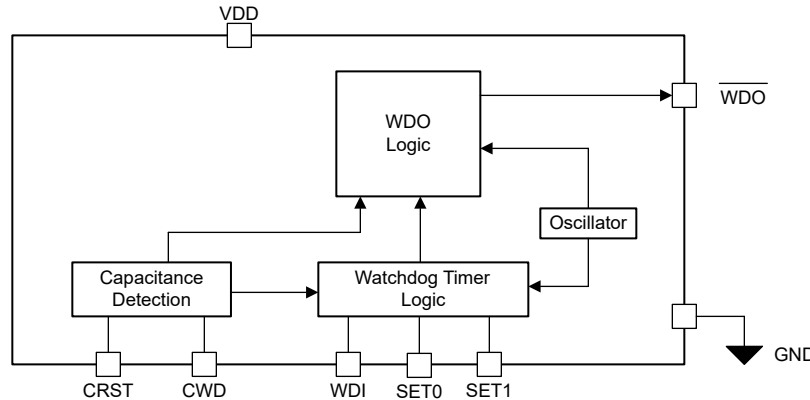 VDD
WDO
Logic
WDO
Oscillator
Capacitance
Detection
Watchdog Timer
Logic
GND
CRST
CWD
WDI
SET0
SET1